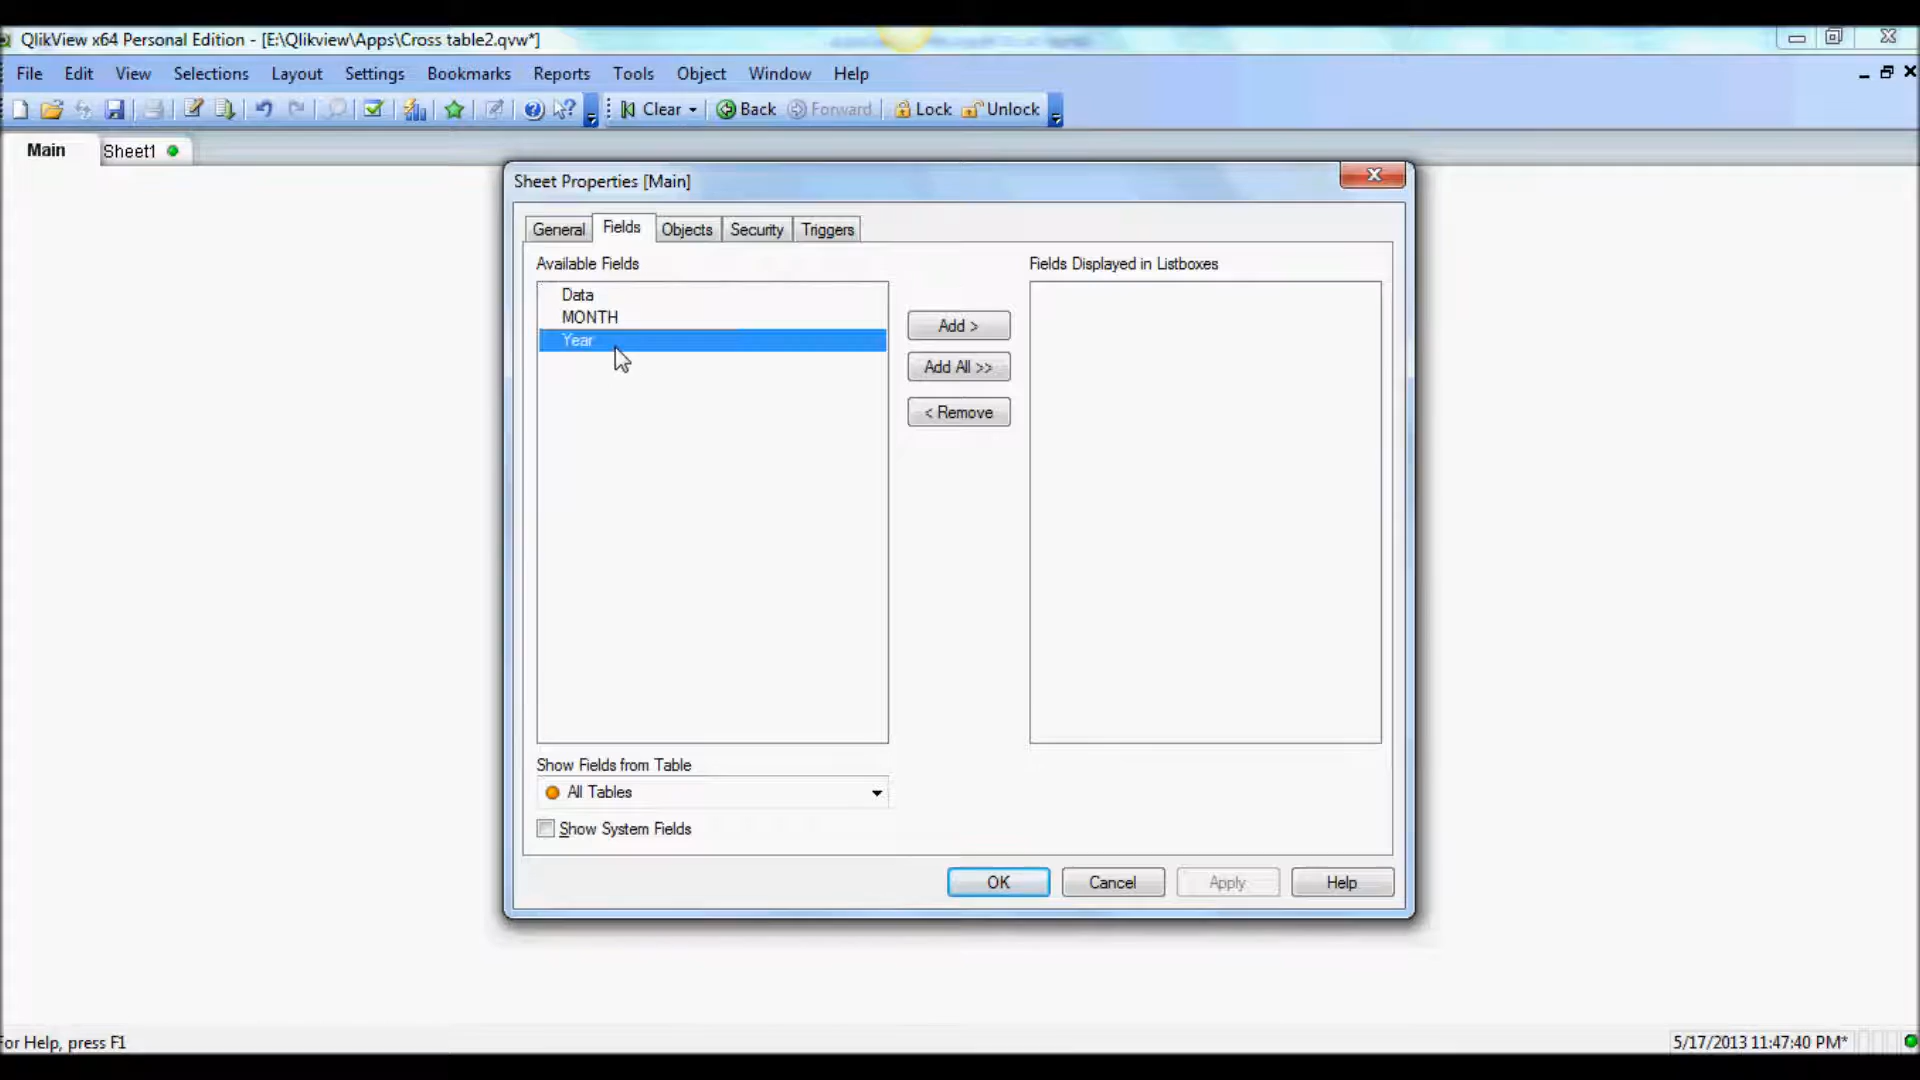 QlikView x64 Personal Edition - [E:\Qlikview\Apps\Cross table2.qvw*]
File Edit View Selections Layout Settings Bookmarks Reports Tools Object Window Help
Clear Back Forward Lock Unlock
Main Sheet1
Sheet Properties [Main]
General Fields Objects Security Triggers
Available Fields
Fields Displayed in Listboxes
Data
MONTH
Year
Add >
Add All >>
< Remove
Show Fields from Table
All Tables
Show System Fields
OK Cancel Apply Help
For Help, press F1
5/17/2013 11:47:40 PM*